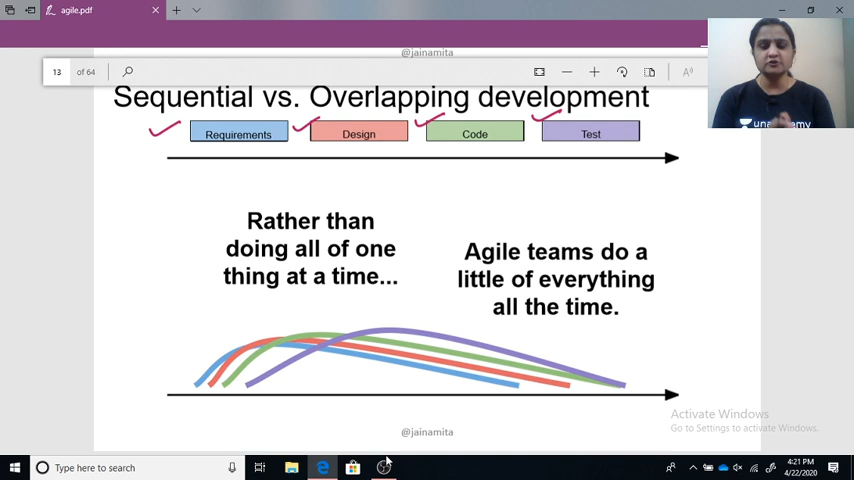 agile.pdf
@jainamita
13 of 64
Sequential vs. Overlapping development
Requirements Design Code Test
Rather than
doing all of one
thing at a time...
Agile teams do a
little of everything
all the time.
Activate Windows
Go to Settings to activate Windows.
@jainamita
Type here to search
4:21 PM
4/22/2020